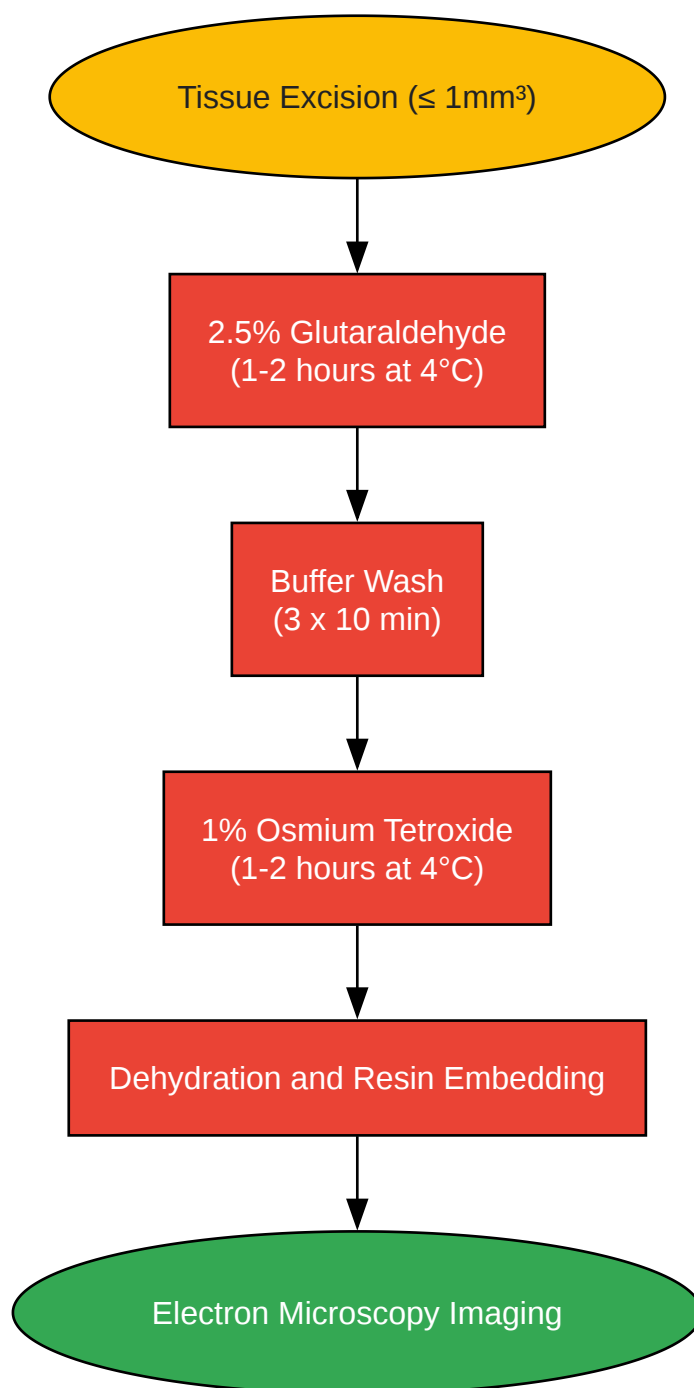 Tissue Excision (≤ 1mm³)
2.5% Glutaraldehyde
(1-2 hours at 4°C)
Buffer Wash
(3 x 10 min)
1% Osmium Tetroxide
(1-2 hours at 4°C)
Dehydration and Resin Embedding
Electron Microscopy Imaging